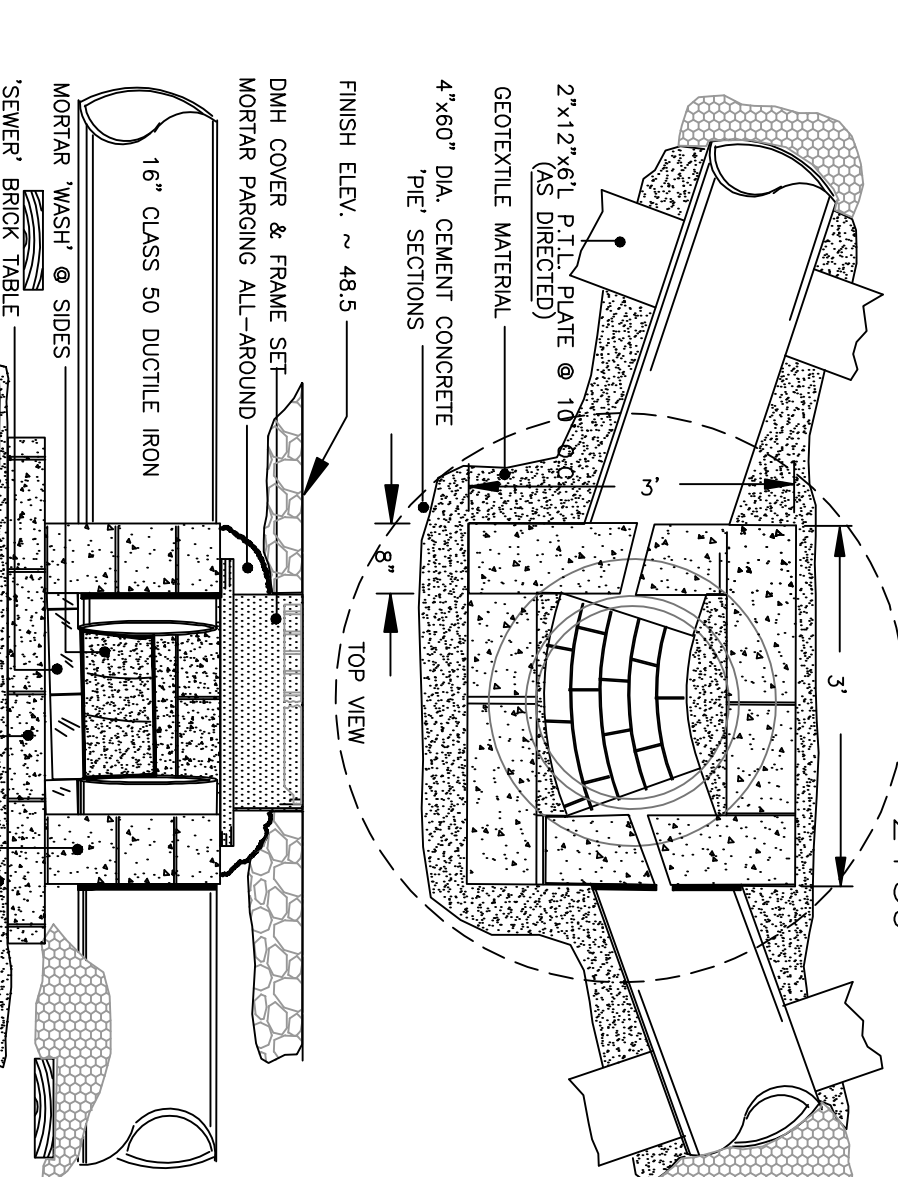 2"x12"x6'L P.T.L. PLATE @ 10' O.C.
(AS DIRECTED)
GEOTEXTILE MATERIAL
4"x60" DIA. CEMENT CONCRETE
'PIE' SECTIONS
FINISH ELEV. ~ 48.5
DMH COVER & FRAME SET
MORTAR PARGING ALL-AROUND
16" CLASS 50 DUCTILE IRON
MORTAR 'WASH' @ SIDES
'SEWER' BRICK TABLE
3'
3'
8"
TOP VIEW